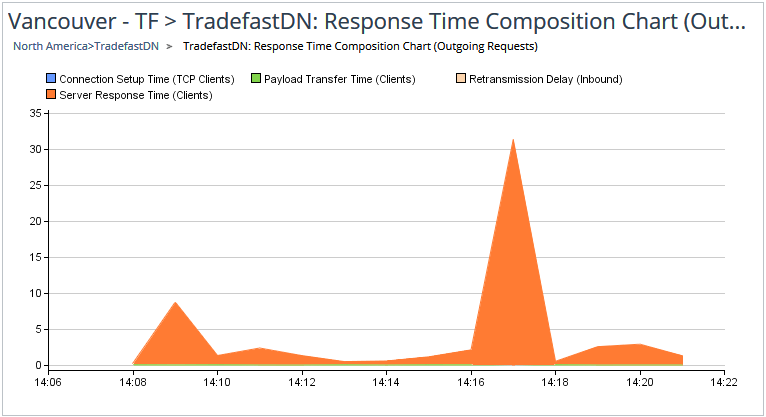 Vancouver - TF > TradefastDN: Response Time Composition Chart (Out...
North America>TradefastDN > TradefastDN: Response Time Composition Chart (Outgoing Requests)
Connection Setup Time (TCP Clients) Payload Transfer Time (Clients) Retransmission Delay (Inbound)
Server Response Time (Clients)
35
30
25
20
15
10
5
0
14:06 14:08 14:10 14:12 14:14 14:16 14:18 14:20 14:22